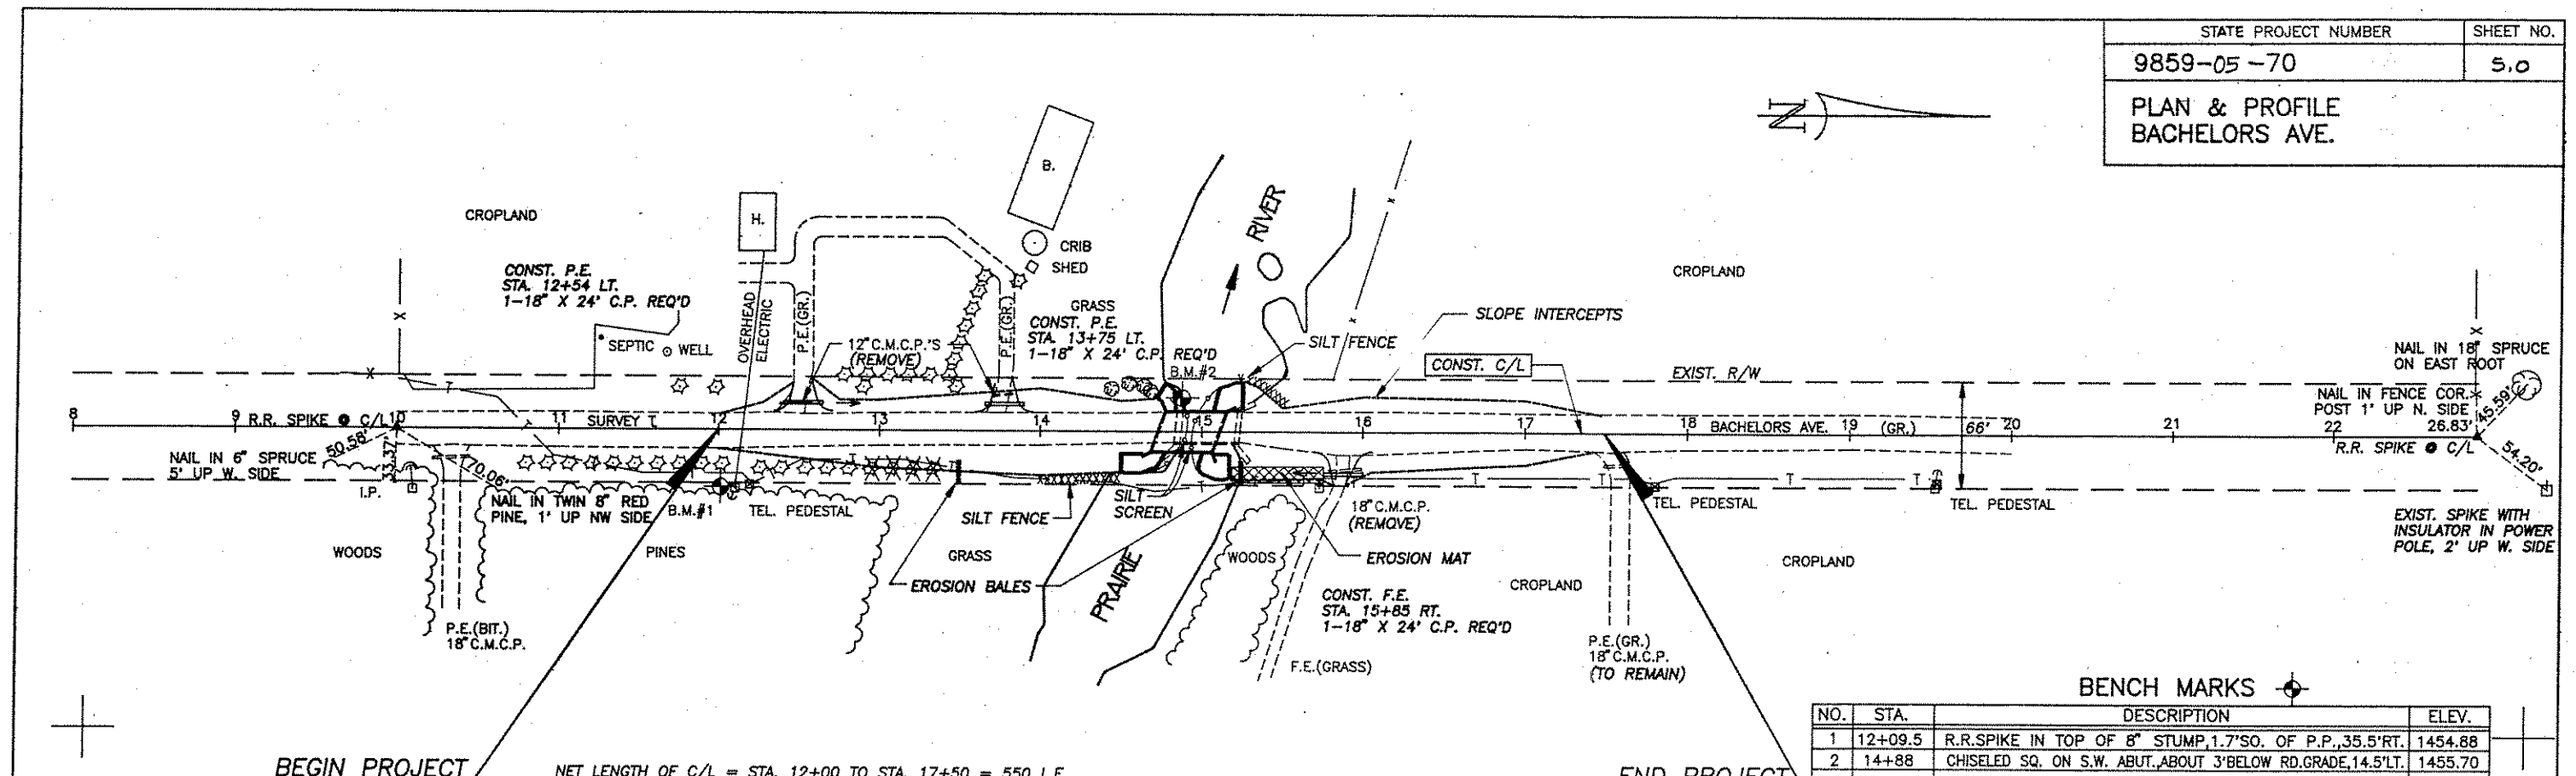 STATE PROJECT NUMBER
SHEET NO.
9859-05-70
5.0
PLAN & PROFILE
BACHELORS AVE.
N
B.
H.
CROPLAND
CRIB
SHED
RIVER
CROPLAND
CONST. P.E.
STA. 12+54 LT.
1-18" X 24' C.P. REQ'D
OVERHEAD
ELECTRIC
P.E.(GR.)
P.E.(GR.)
GRASS
CONST. P.E.
STA. 13+75 LT.
1-18" X 24' C.P. REQ'D
SLOPE INTERCEPTS
SEPTIC
WELL
12" C.M.C.P.'S
(REMOVE)
B.M.#2
SILT FENCE
CONST. C/L
EXIST. R/W
NAIL IN 18" SPRUCE
ON EAST ROOT
NAIL IN FENCE COR.
POST 1' UP N. SIDE
45.59'
26.83'
8
9
R.R. SPIKE @ C/L
10
11
SURVEY
12
13
14
15
16
17
18
BACHELORS AVE.
19
(GR.)
66'
20
21
22
R.R. SPIKE @ C/L
54.20'
50.58'
33.37'
70.06'
NAIL IN 6" SPRUCE
5' UP W. SIDE
I.P.
NAIL IN TWIN 8" RED
PINE, 1' UP NW SIDE
B.M.#1
TEL. PEDESTAL
SILT FENCE
SILT
SCREEN
18" C.M.C.P.
(REMOVE)
TEL. PEDESTAL
TEL. PEDESTAL
EXIST. SPIKE WITH
INSULATOR IN POWER
POLE, 2' UP W. SIDE
WOODS
PINES
GRASS
WOODS
EROSION MAT
CROPLAND
CROPLAND
EROSION BALES
PRAIRIE
CONST. F.E.
STA. 15+85 RT.
1-18" X 24' C.P. REQ'D
P.E.(BIT.)
18" C.M.C.P.
F.E.(GRASS)
P.E.(GR.)
18" C.M.C.P.
(TO REMAIN)
BENCH MARKS
NO. STA. DESCRIPTION ELEV.
1 12+09.5 R.R.SPIKE IN TOP OF 8" STUMP,1.7'SO. OF P.P.,35.5'RT. 1454.88
2 14+88 CHISELED SQ. ON S.W. ABUT.,ABOUT 3'BELOW RD.GRADE,14.5'LT. 1455.70
BEGIN PROJECT
NET LENGTH OF C/L = STA. 12+00 TO STA. 17+50 = 550 L.F.
END PROJECT